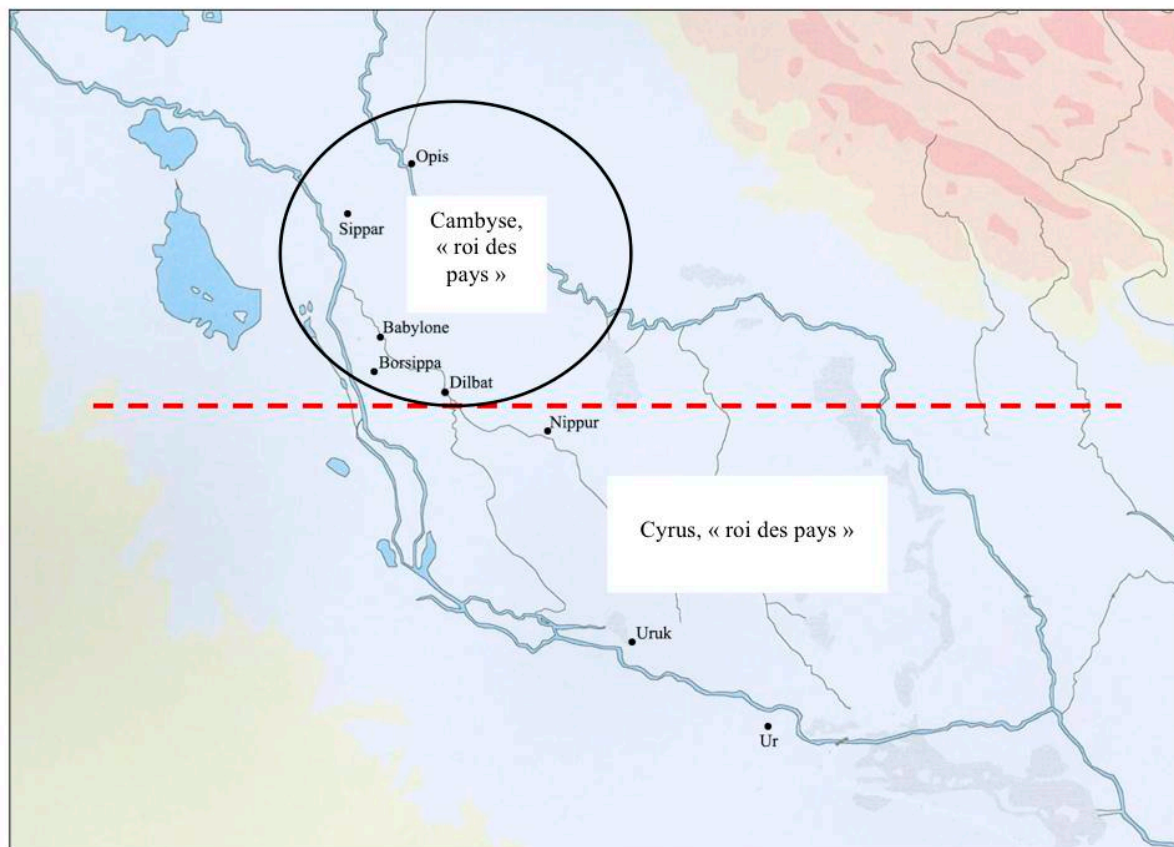 Opis
Sippar
Cambyse,
« roi des
pays »
Babylone
Borsippa
Dilbat
Nippur
Cyrus, « roi des pays »
Uruk
Ur